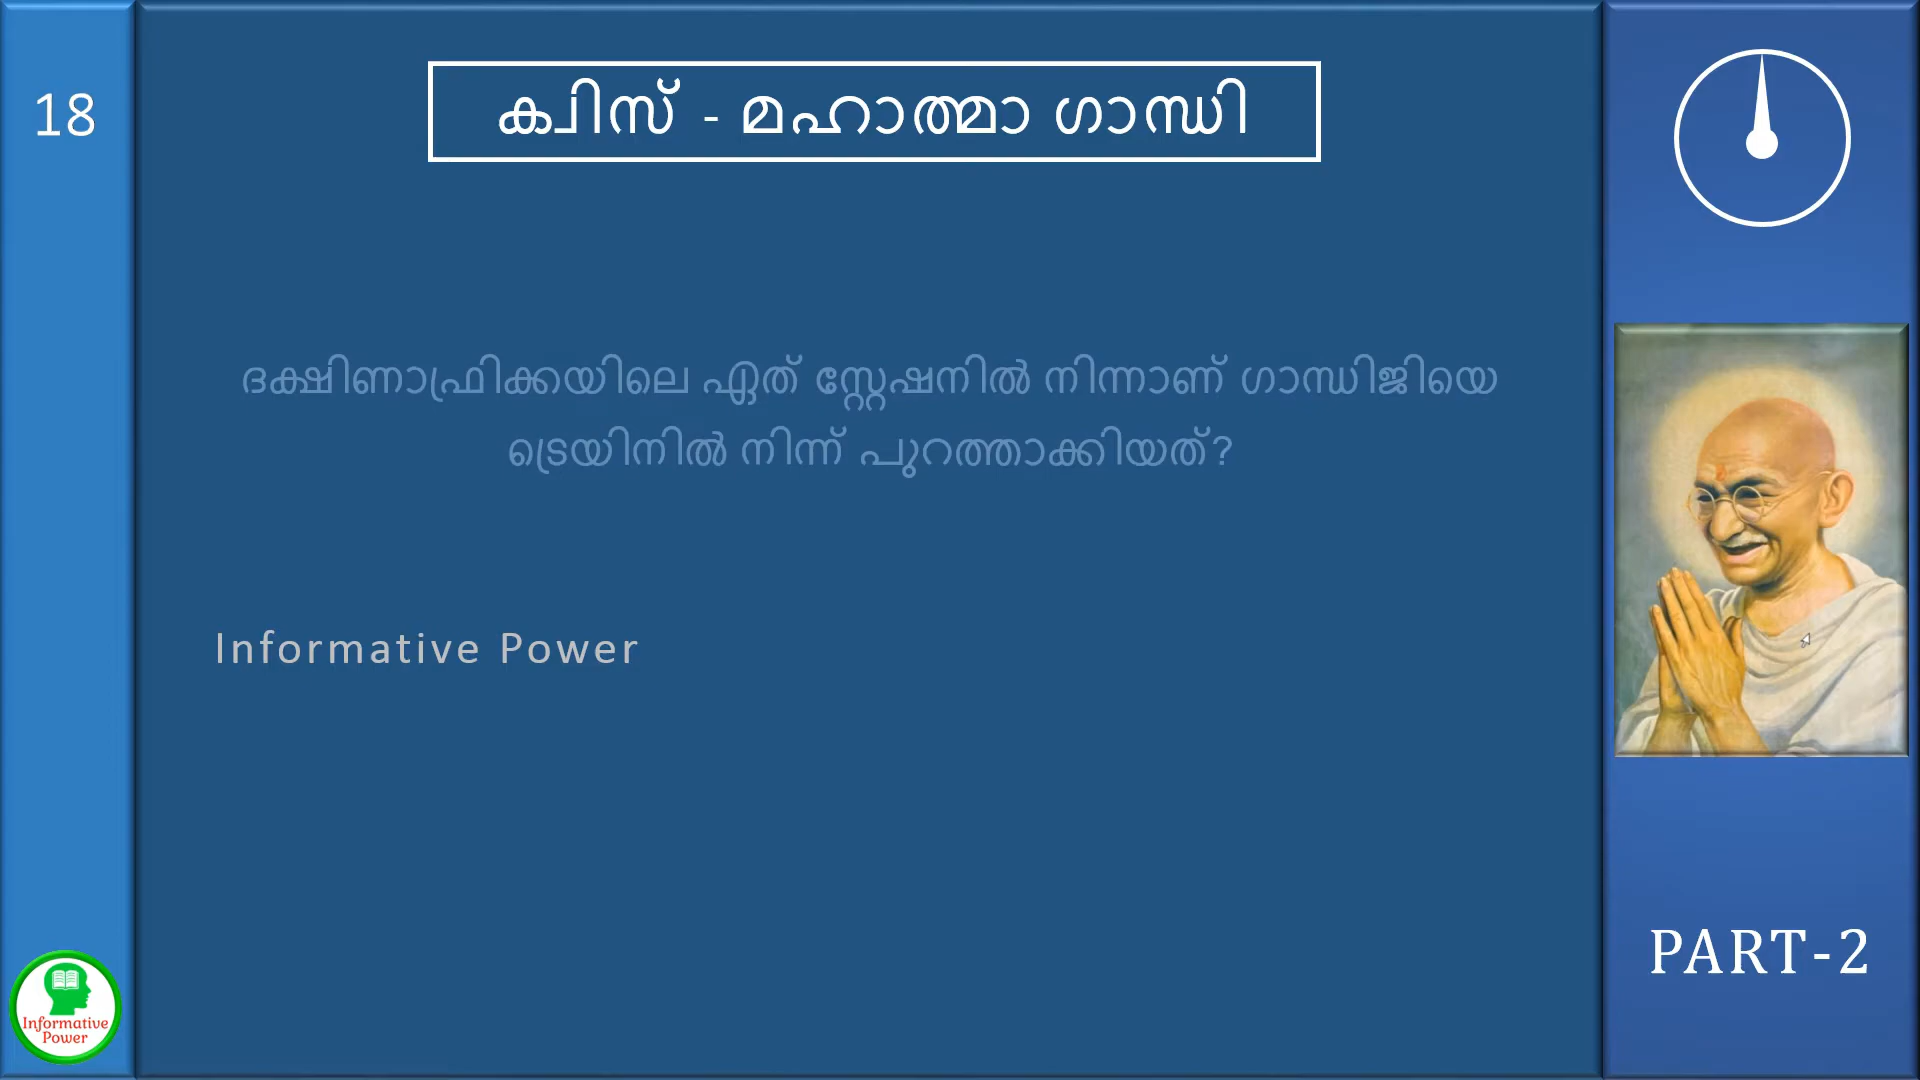 18
ക്വിസ് - മഹാത്മാ ഗാന്ധി
ദക്ഷിണാഫ്രിക്കയിലെ ഏത് സ്റ്റേഷനിൽ നിന്നാണ് ഗാന്ധിജിയെ
ട്രെയിനിൽ നിന്ന് പുറത്താക്കിയത്?
Informative Power
PART-2
Informative
Power